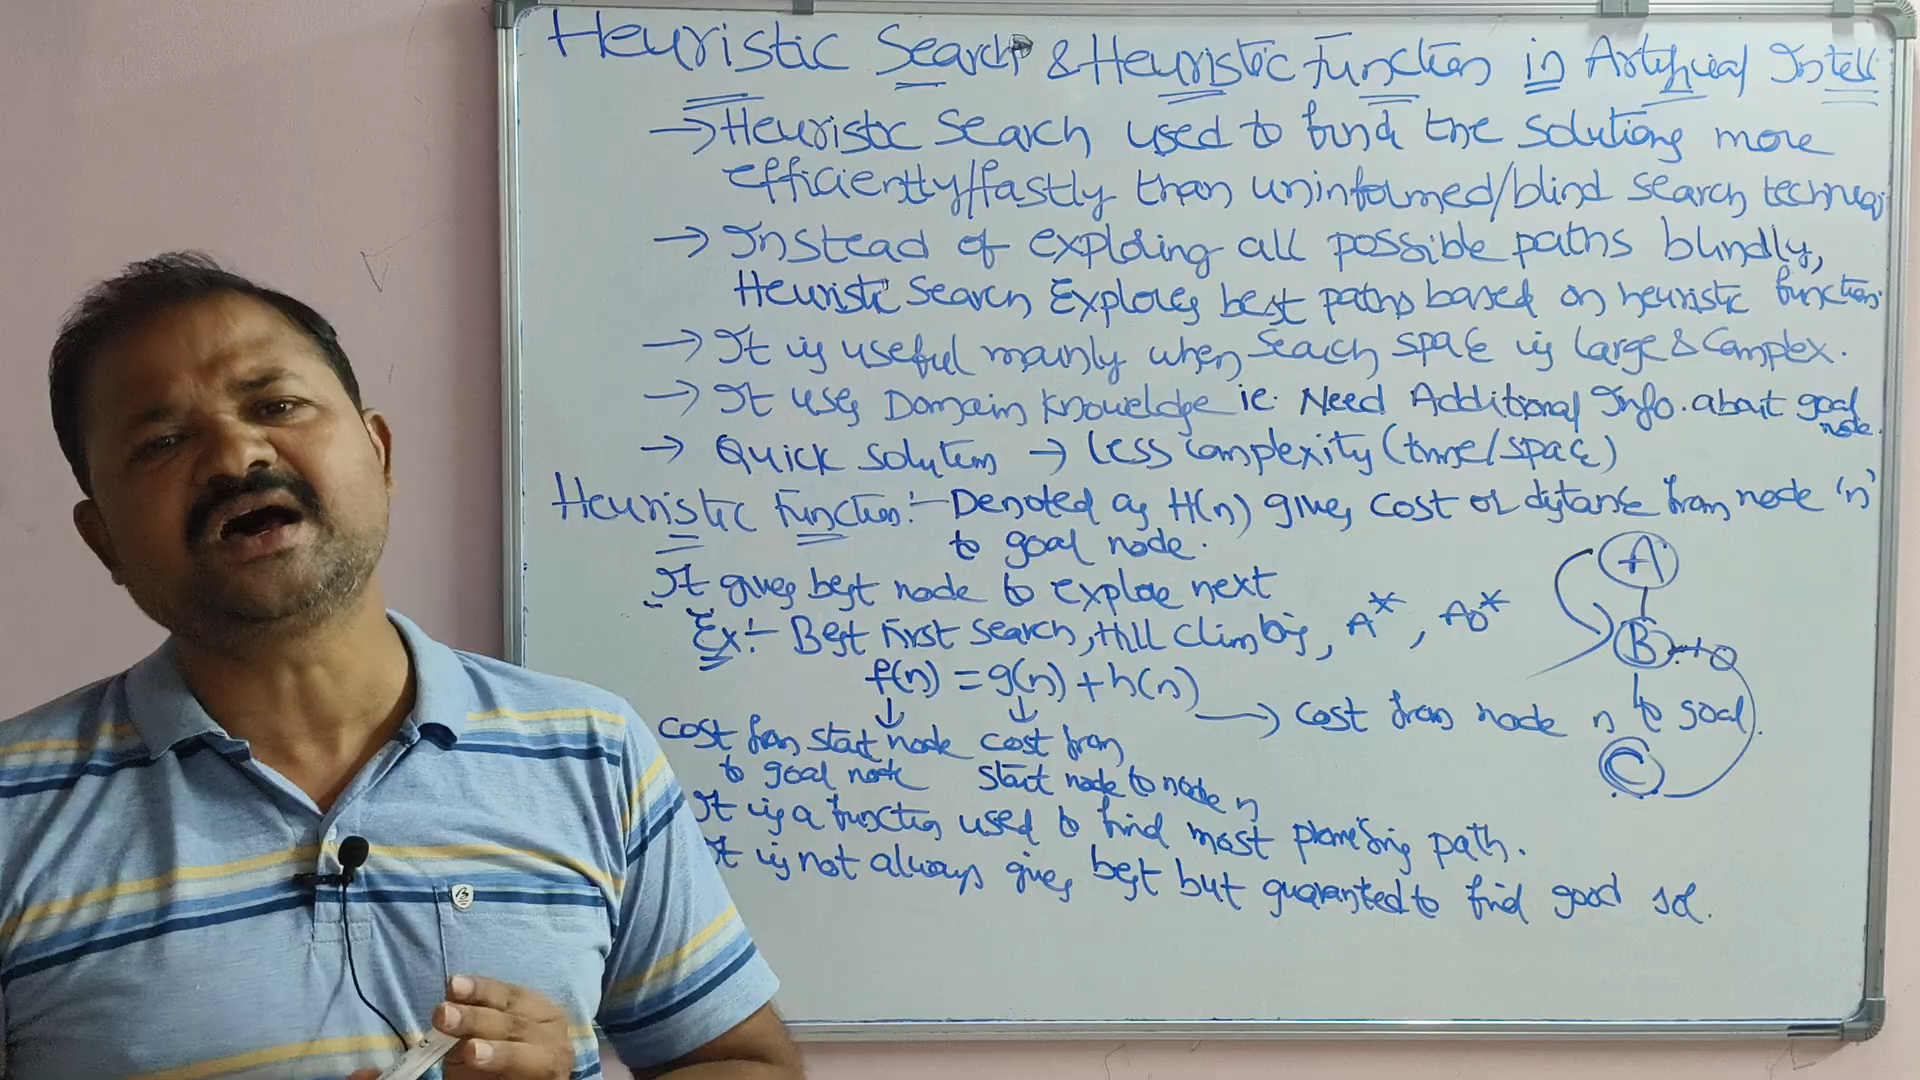 Heuristic Search & Heuristic Function in Artificial Intell
→ Heuristic Search used to find the solutions more
efficiently/fastly than uninformed/blind search
→ Instead of exploring all possible paths blindly,
Heuristic Search Explores best paths based on heuristic function.
→ It is useful mainly when search space is large & complex.
→ It uses Domain knowledge ie. Need Additional Info. about goal
node.
→ Quick solution → less complexity (time/space)
Heuristic Function:- Denoted as H(n) gives cost or distance from node 'n'
to goal node.
It gives best node to explore next
Ex:- Best First Search, Hill Climbing, A*, AO*
f(n) = g(n) + h(n)
→ cost from node n to goal.
cost from start node cost from
to goal node start node to node n
It is a function used to find most promising path.
It is not always gives best but guaranted to find good sol.
A
B
C